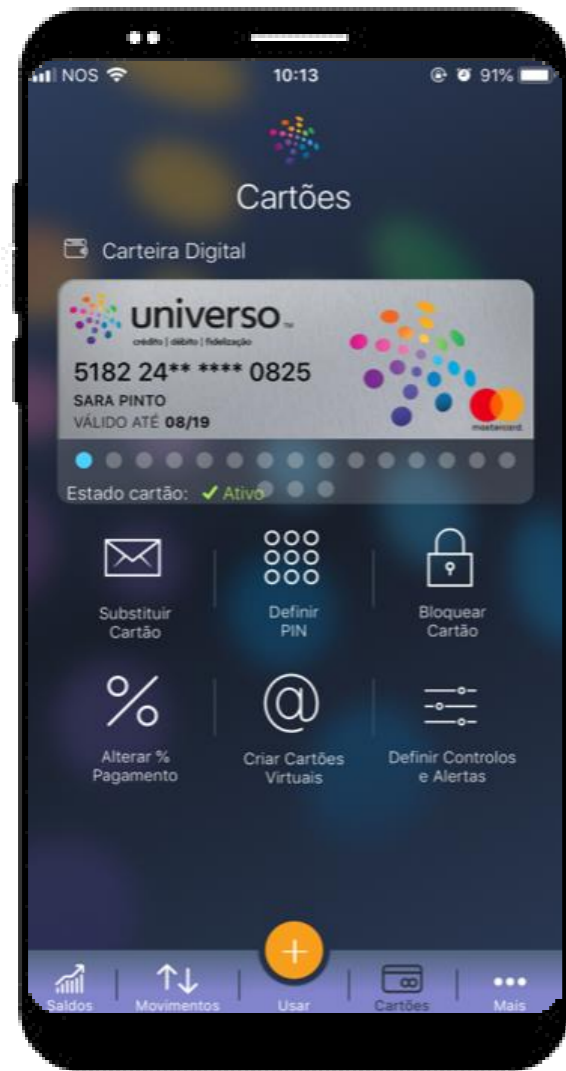 NOS 10:13 91%
Cartões
Carteira Digital
universo
crédito | débito | fidelização
5182 24** **** 0825
SARA PINTO
VÁLIDO ATÉ 08/19
mastercard
Estado cartão: ✓ Ativo
Substituir
Cartão
Definir
PIN
Bloquear
Cartão
Alterar %
Pagamento
Criar Cartões
Virtuais
Definir Controlos
e Alertas
Saldos
Movimentos
Usar
Cartões
Mais